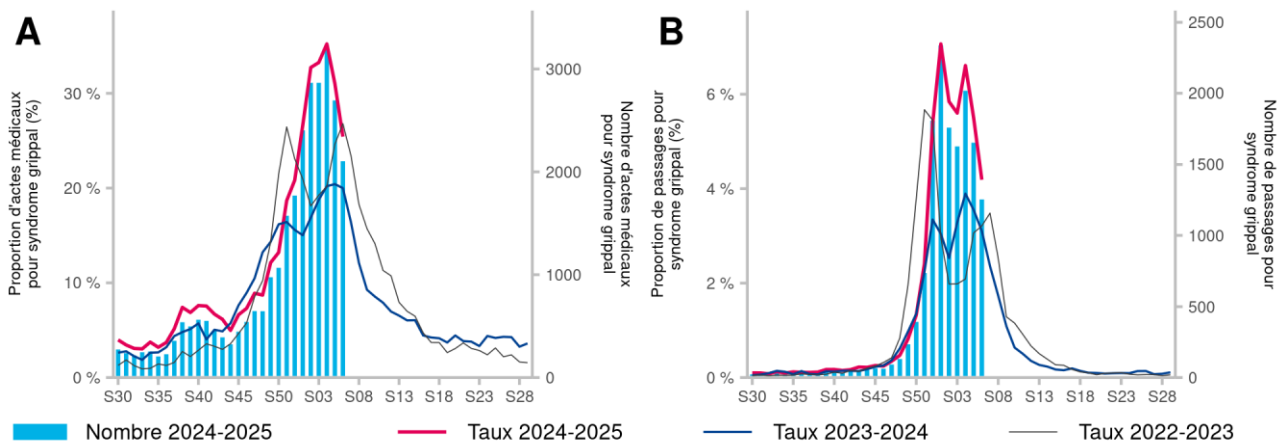 A
Proportion d'actes médicaux
pour syndrome grippal (%)
30 %
20 %
10 %
0 %
3000
2000
1000
0
Nombre d'actes médicaux
pour syndrome grippal
S30 S35 S40 S45 S50 S03 S08 S13 S18 S23 S28
B
Proportion de passages pour
syndrome grippal (%)
6 %
4 %
2 %
0 %
2500
2000
1500
1000
500
0
Nombre de passages pour
syndrome grippal
S30 S35 S40 S45 S50 S03 S08 S13 S18 S23 S28
Nombre 2024-2025 Taux 2024-2025 Taux 2023-2024 Taux 2022-2023